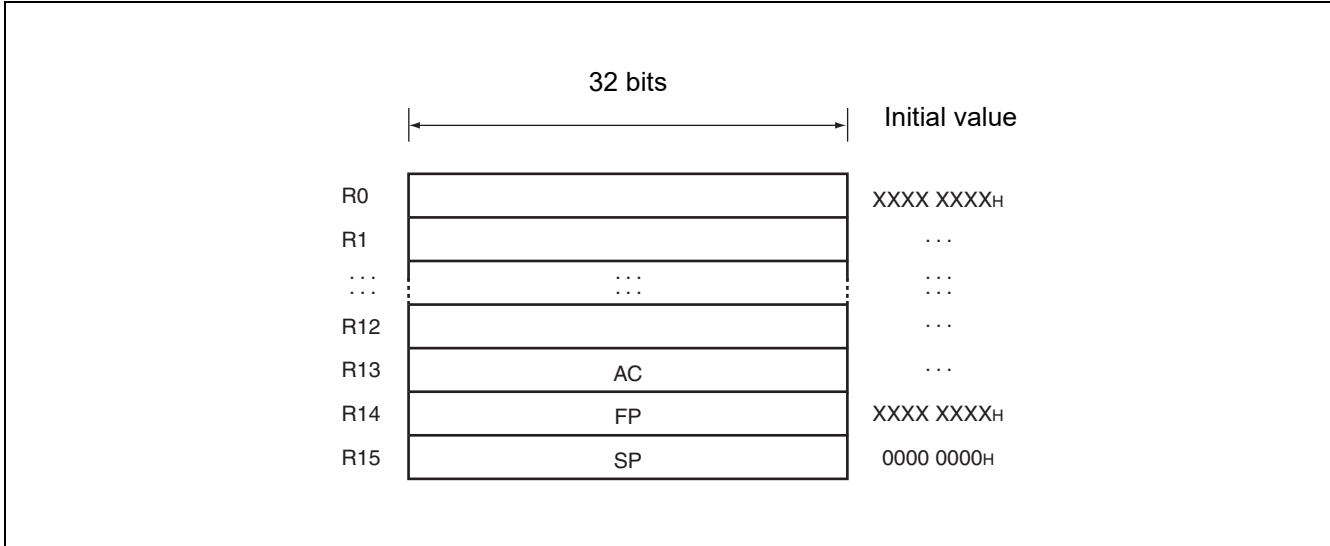 32 bits
Initial value
R0 XXXX XXXXH
R1 ...
... ... ...
... ... ...
R12 ...
R13 AC ...
R14 FP XXXX XXXXH
R15 SP 0000 0000H